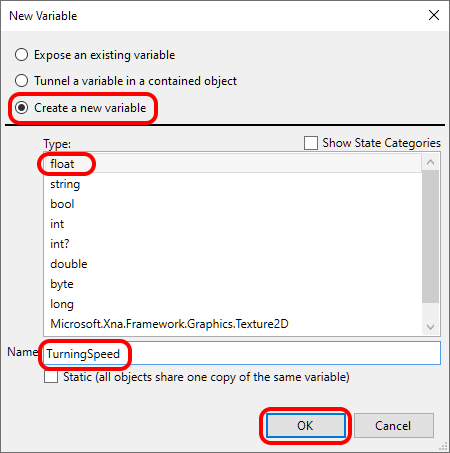 New Variable
Expose an existing variable
Tunnel a variable in a contained object
Create a new variable
Type:
Show State Categories
float
string
bool
int
int?
double
byte
long
Microsoft.Xna.Framework.Graphics.Texture2D
Name
TurningSpeed
Static (all objects share one copy of the same variable)
OK
Cancel